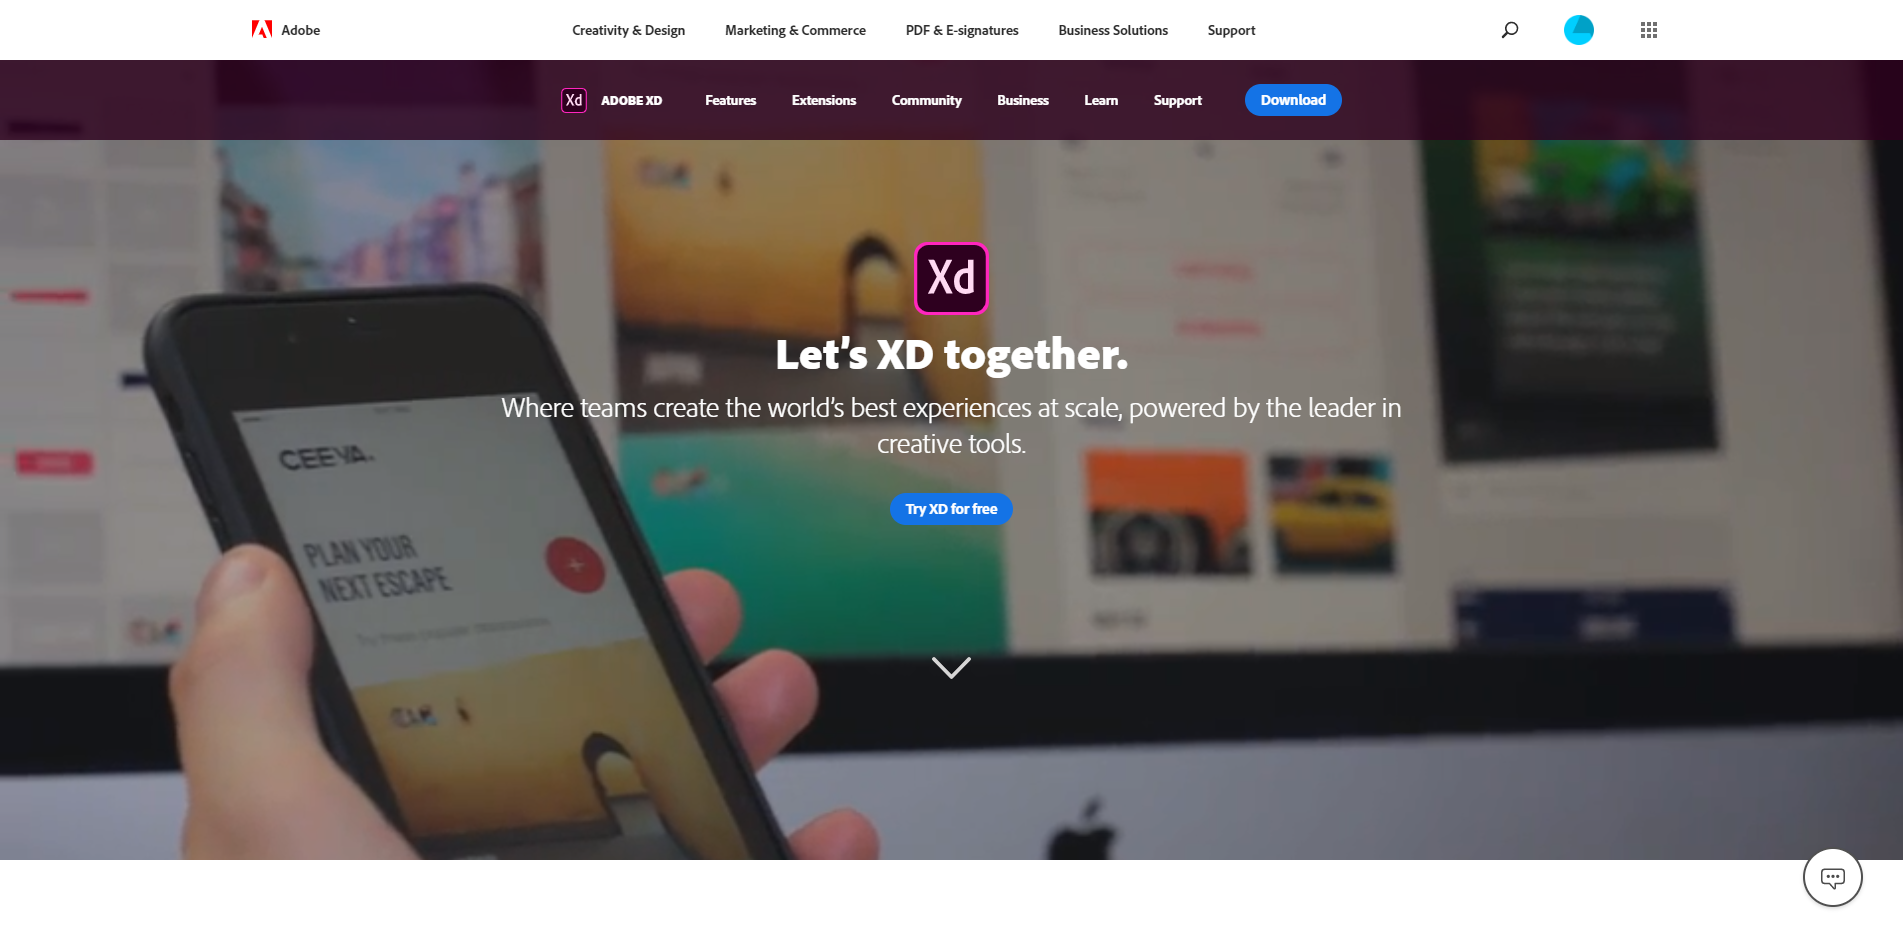 Adobe
Creativity & Design
Marketing & Commerce
PDF & E-signatures
Business Solutions
Support
Xd
ADOBE XD
Features
Extensions
Community
Business
Learn
Support
Download
Xd
Let's XD together.
Where teams create the world's best experiences at scale, powered by the leader in
creative tools.
Try XD for free
CEEYA.
PLAN YOUR
NEXT ESCAPE